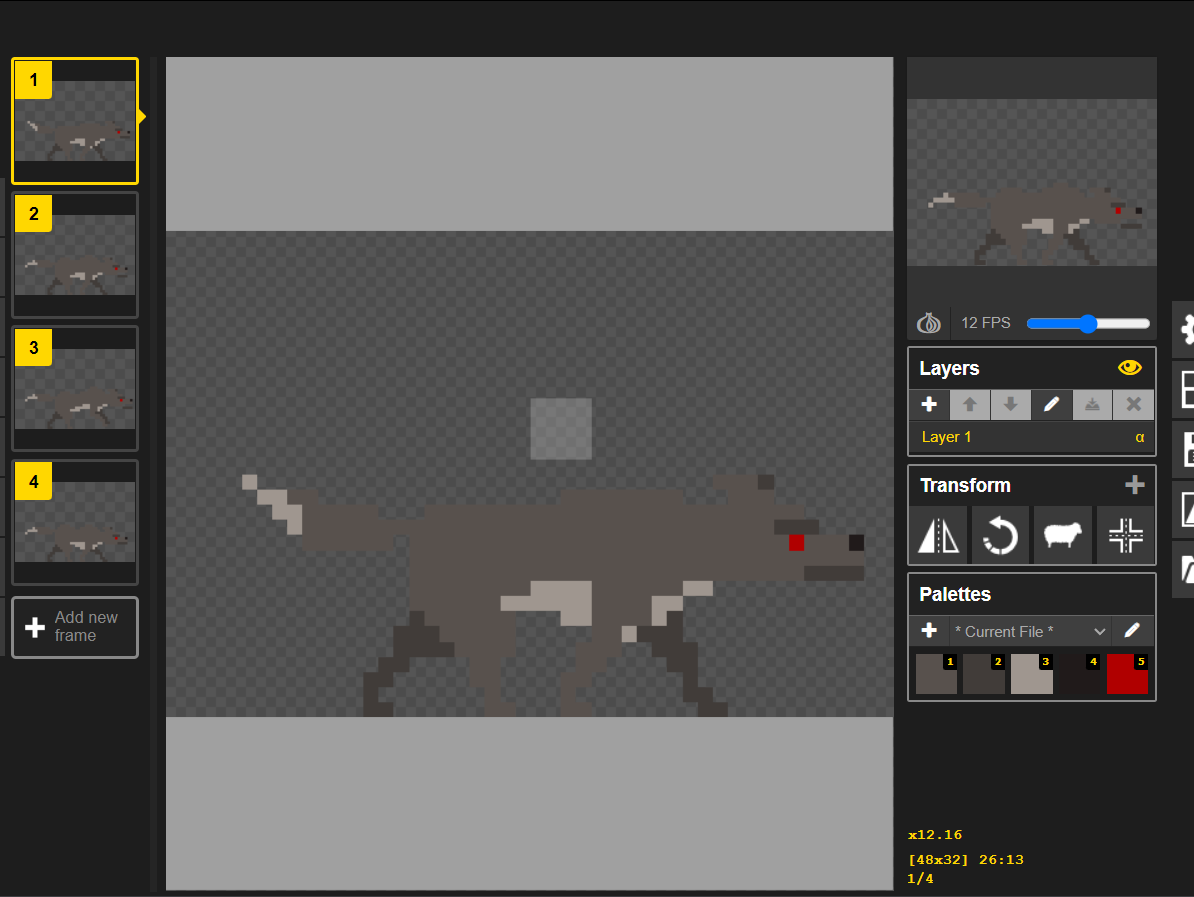 1
2
3
4
Add new
frame
12 FPS
Layers
Layer 1
α
Transform
Palettes
* Current File *
1
2
3
4
5
x12.16
[48x32] 26:13
1/4